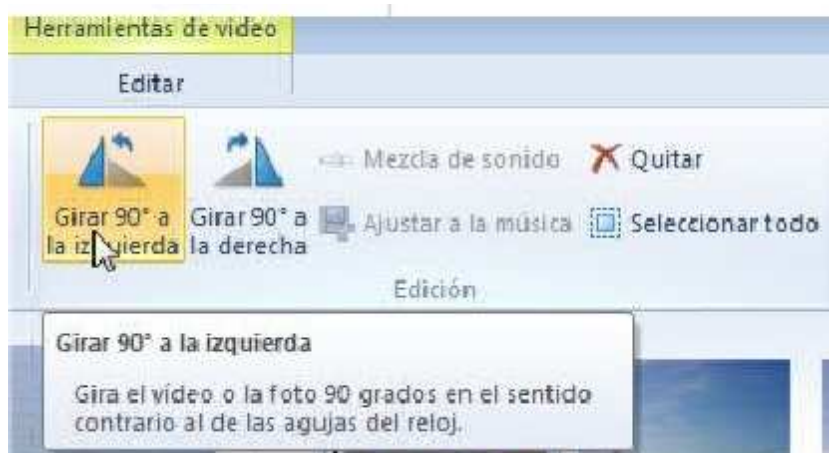 Herramientas de video
Editar
Girar 90° a
la izquierda
Girar 90° a
la derecha
Mezcla de sonido
Ajustar a la música
Quitar
Seleccionar todo
Edición
Girar 90° a la izquierda
Gira el vídeo o la foto 90 grados en el sentido
contrario al de las agujas del reloj.